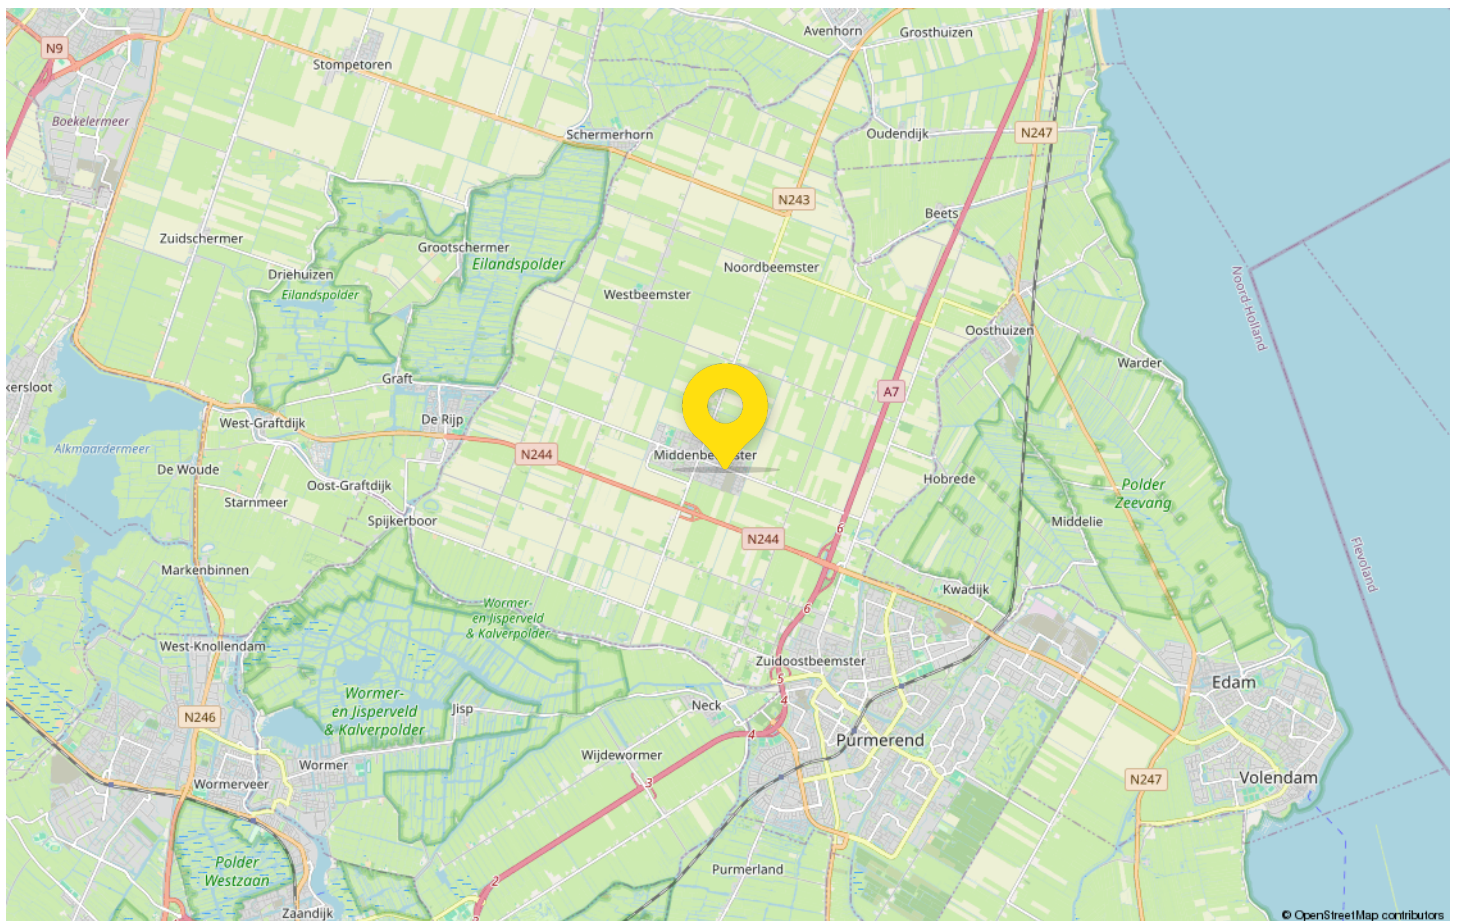 Avenhorn
Grosthuizen
N9
Stompetoren
Boekelermeer
Schermerhorn
Oudendijk
N247
N243
Beets
Zuidschermer
Grootschermer
Eilandspolder
Noordbeemster
Driehuizen
Eilandspolder
Westbeemster
Noord-Holland
Oosthuizen
Warder
Graft
kersloot
A7
De Rijp
West-Graftdijk
Alkmaardermeer
N244
Middenbe ster
De Woude
Oost-Graftdijk
Hobrede
Polder
Zeevang
Starnmeer
Spijkerboor
Middelie
6
N244
Flevoland
Markenbinnen
Kwadijk
Wormer-
en Jisperveld
& Kalverpolder
6
West-Knollendam
Zuidoostbeemster
5
Edam
4
Wormer-
en Jisperveld
& Kalverpolder
Jisp
Neck
N246
4
Purmerend
Wijdewormer
Wormer
3
Wormerveer
N247
Volendam
Polder
Westzaan
Purmerland
2
Zaandijk
© OpenStreetMap contributors